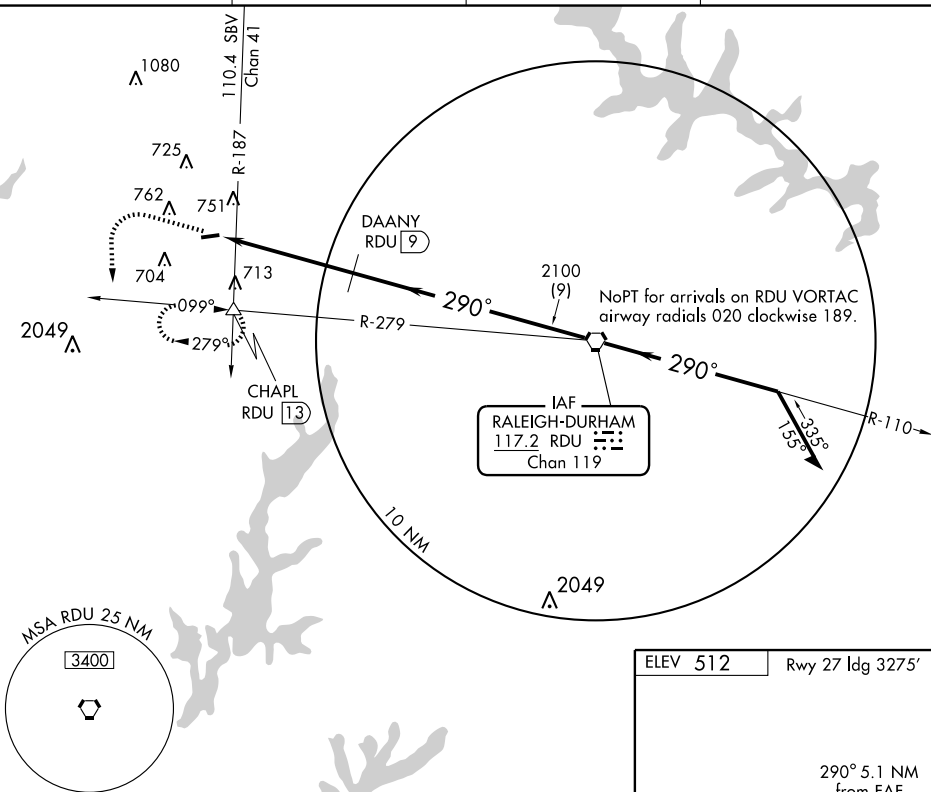 110.4 SBV
Chan 41
R-187
1080
725
762
751
704
713
099°
279°
2049
CHAPL
RDU 13
DAANY
RDU 9
290°
R-279
2100
(9)
NoPT for arrivals on RDU VORTAC
airway radials 020 clockwise 189.
290°
IAF
RALEIGH-DURHAM
117.2 RDU
Chan 119
335°
155°
R-110
10 NM
2049
MSA RDU 25 NM
3400
ELEV 512
Rwy 27 ldg 3275'
290° 5.1 NM
from FAF